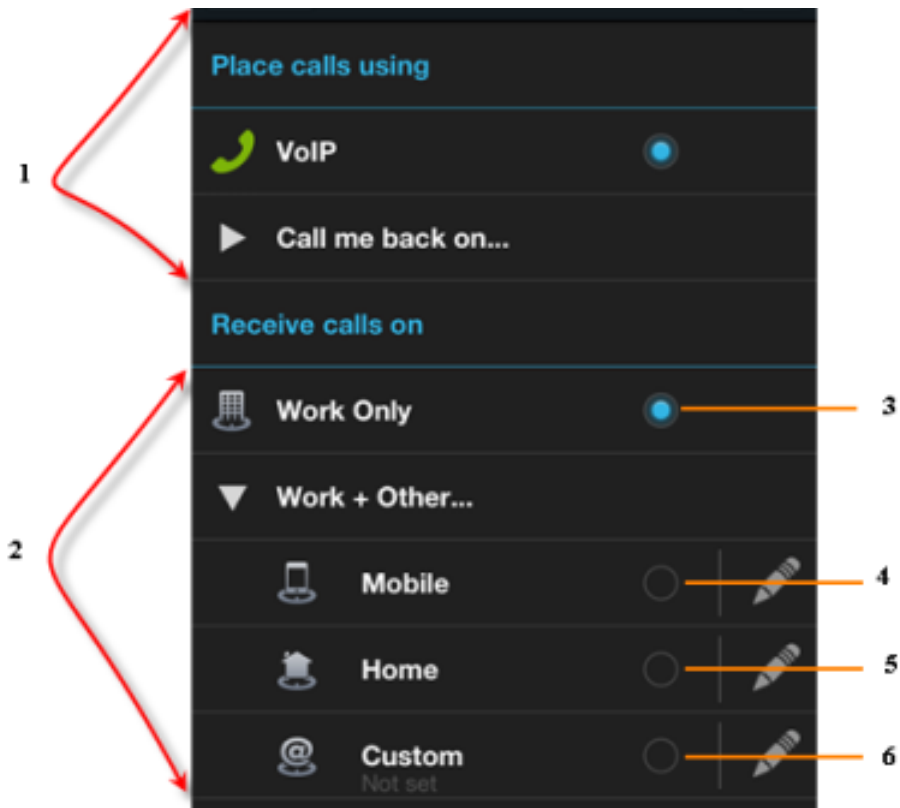 Place calls using
1
VoIP
Call me back on...
Receive calls on
Work Only
3
Work + Other...
2
Mobile
4
Home
5
Custom
6
Not set